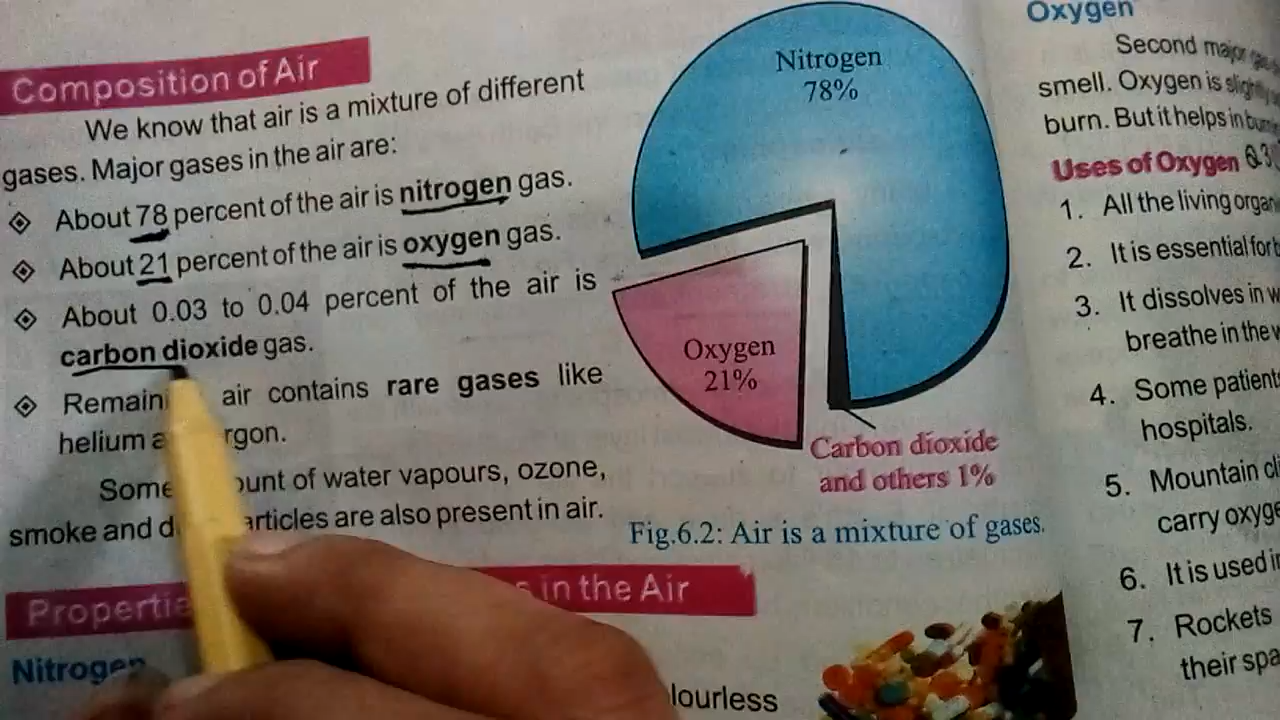 Composition of Air
We know that air is a mixture of different
gases. Major gases in the air are:
About 78 percent of the air is nitrogen gas.
About 21 percent of the air is oxygen gas.
About 0.03 to 0.04 percent of the air is
carbon dioxide gas.
air contains rare gases like
helium
Some of water vapours, ozone,
smoke and are also present in air.
Nitrogen
78%
Oxygen
21%
Carbon dioxide
and others 1%
Fig.6.2: Air is a mixture of gases.
in the Air
Nitrogen
Oxygen
Second major
smell. Oxygen is
burn. But it helps in
Uses of Oxygen
1. All the living
2. It is essential for
3. It dissolves in
breathe in the
4. Some
hospitals.
5. Mountain
carry
6. It is used
7. Rockets
their